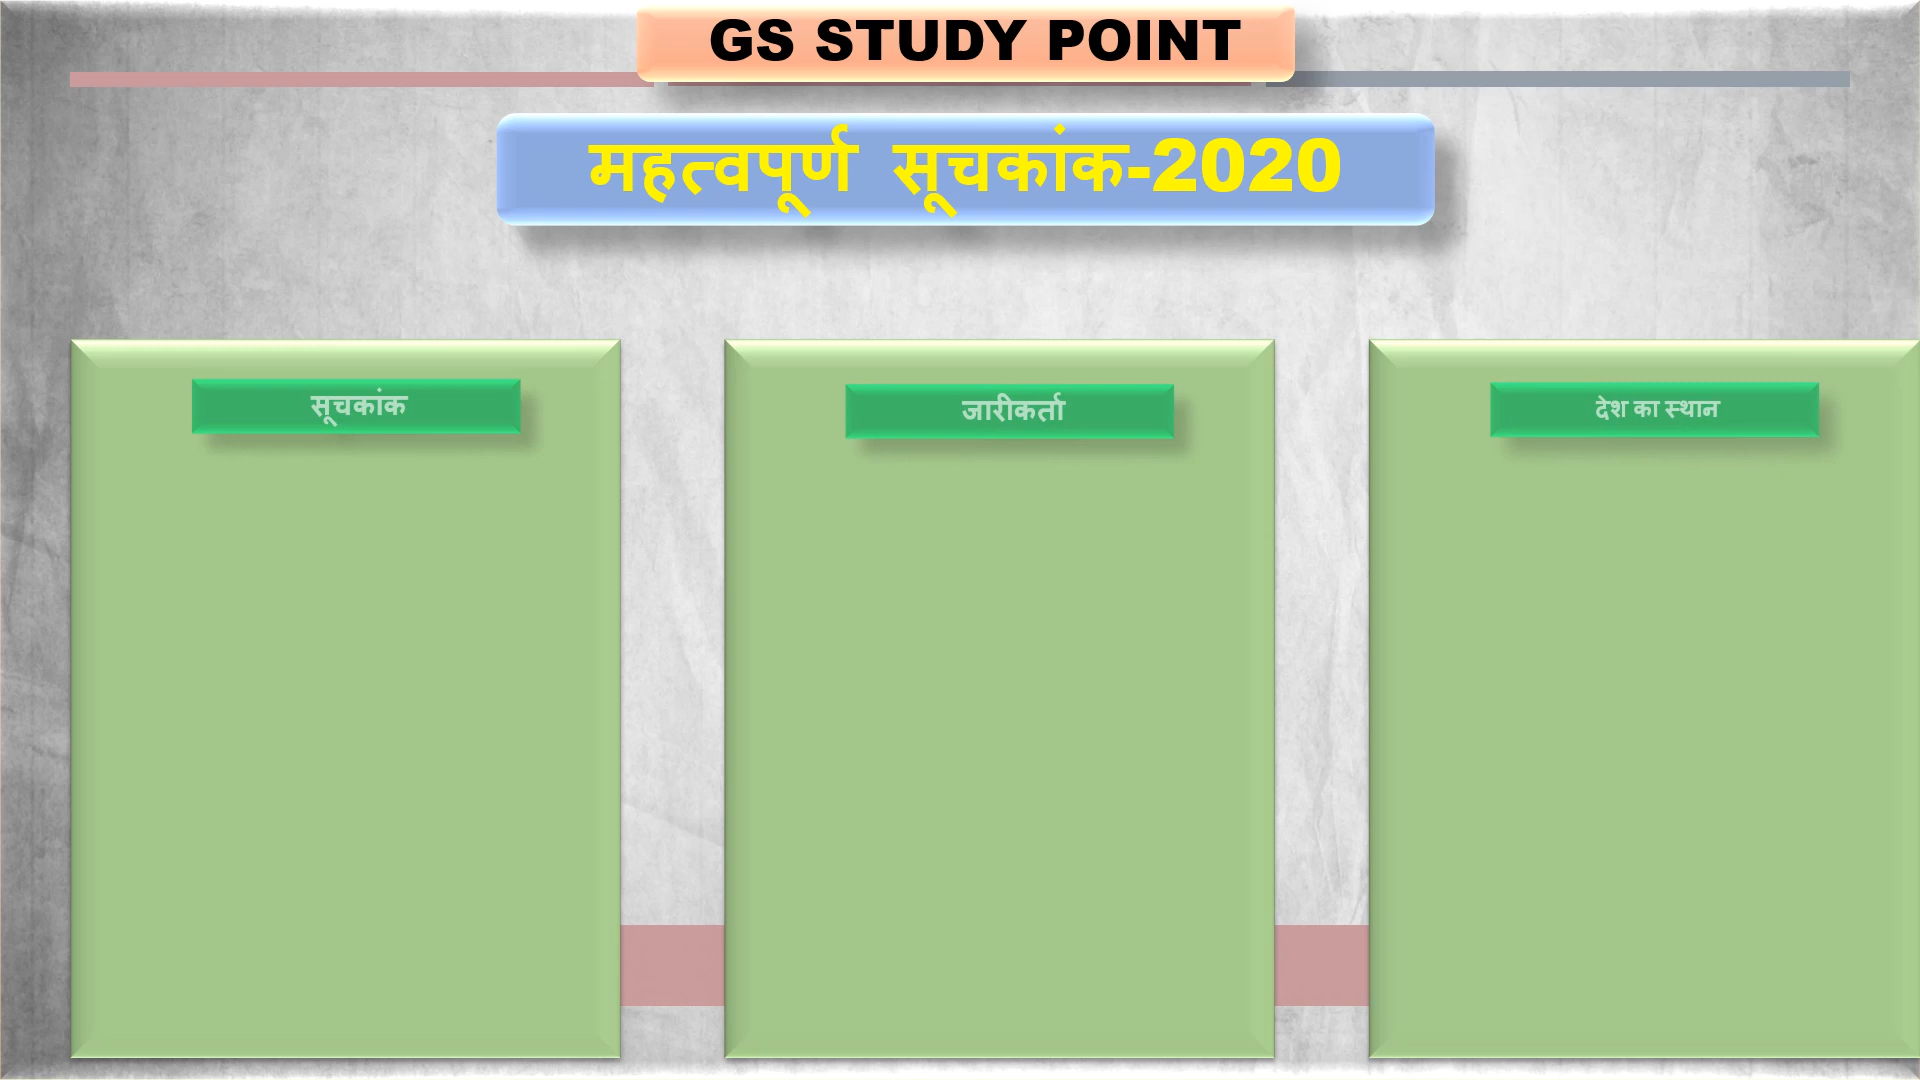 GS STUDY POINT
महत्वपूर्ण सूचकांक-2020
सूचकांक
जारीकर्ता
देश का स्थान